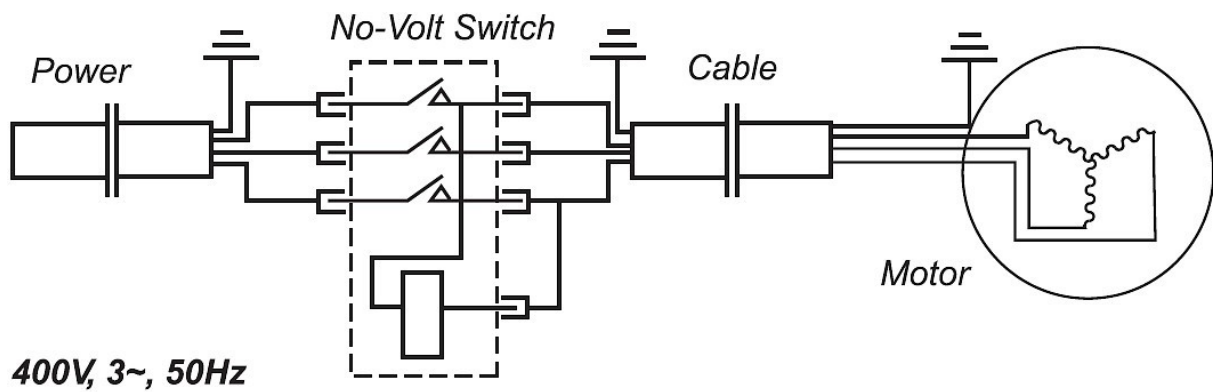 No-Volt Switch
Power
Cable
Motor
400V, 3~, 50Hz